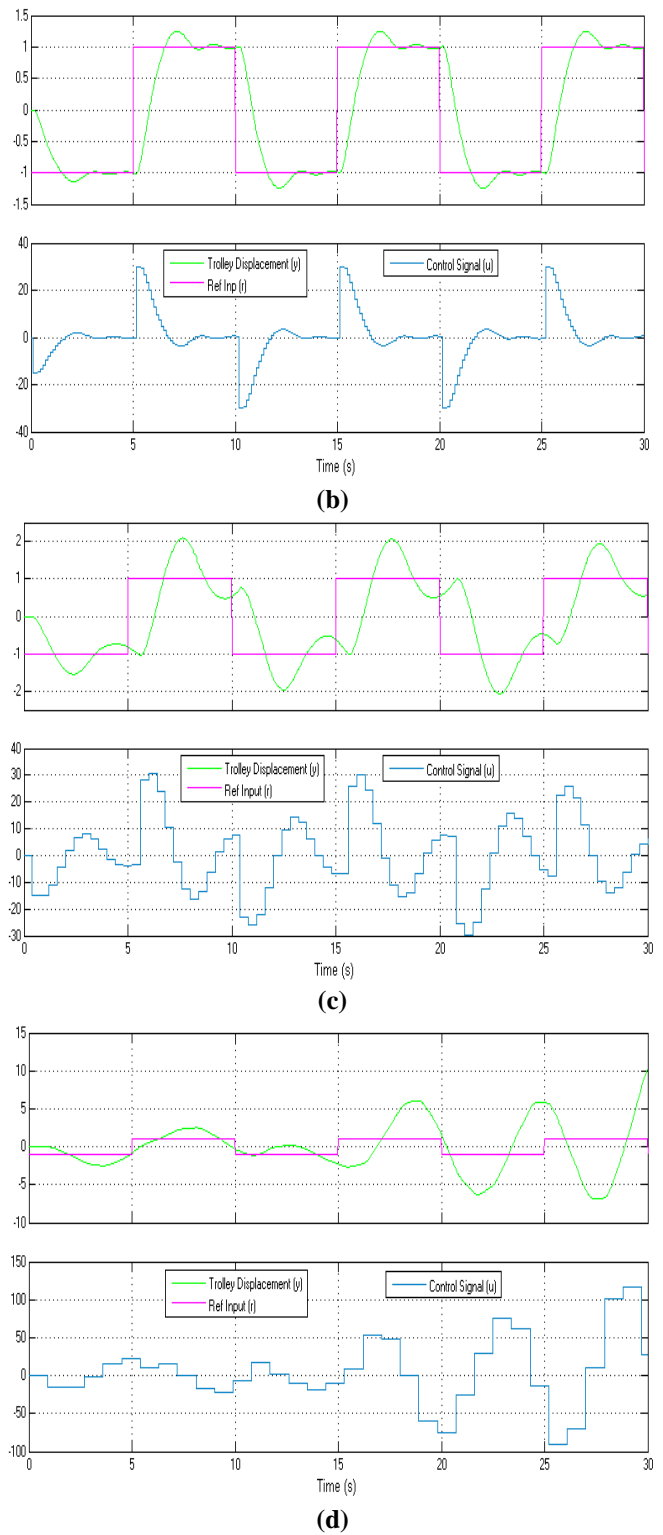 1.5
1
0.5
0
-0.5
-1
-1.5
40
20
0
-20
-40
Trolley Displacement (y)
Ref Inp (r)
Control Signal (u)
0 5 10 15 20 25 30
Time (s)
(b)
2
1
0
-1
-2
40
30
20
10
0
-10
-20
-30
Trolley Displacement (y)
Ref Input (r)
Control Signal (u)
0 5 10 15 20 25 30
Time (s)
(c)
15
10
5
0
-5
-10
150
100
50
0
-50
-100
Trolley Displacement (y)
Ref Input (r)
Control Signal (u)
0 5 10 15 20 25 30
Time (s)
(d)